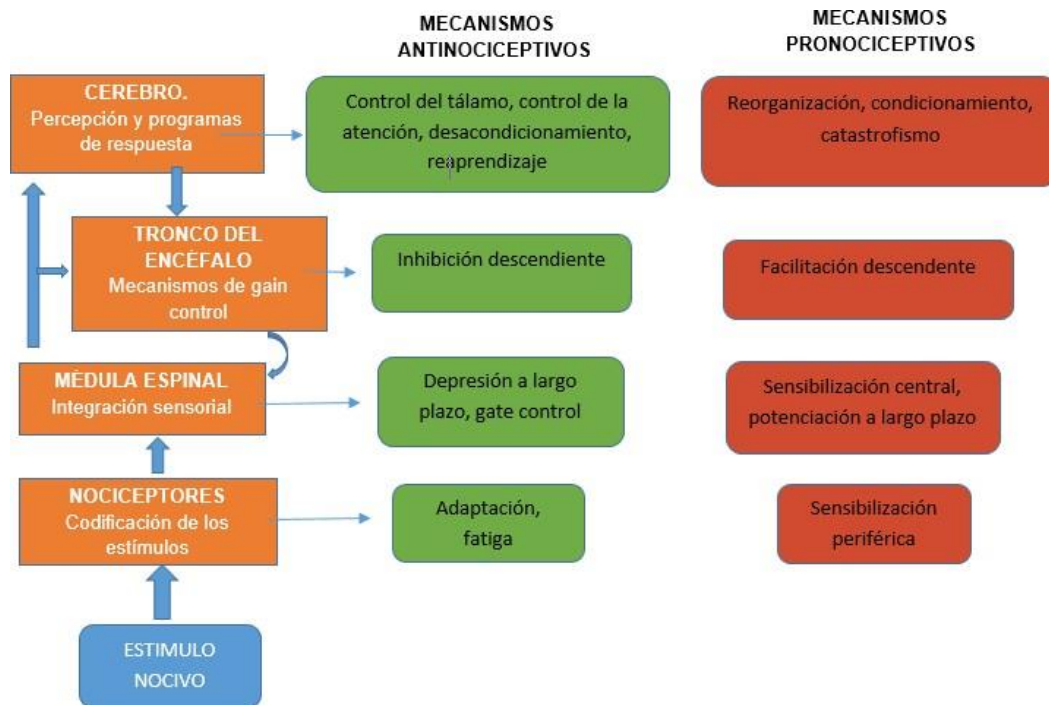 MECANISMOS
ANTINOCICEPTIVOS
MECANISMOS
PRONOCICEPTIVOS
CEREBRO.
Percepción y programas
de respuesta
Control del tálamo, control de la
atención, desacondicionamiento,
reaprendizaje
Reorganización, condicionamiento,
catastrofismo
TRONCO DEL
ENCÉFALO
Mecanismos de gain
control
Inhibición descendiente
Facilitación descendente
MÉDULA ESPINAL
Integración sensorial
Depresión a largo
plazo, gate control
Sensibilización central,
potenciación a largo plazo
NOCICEPTORES
Codificación de los
estímulos
Adaptación,
fatiga
Sensibilización
periférica
ESTIMULO
NOCIVO